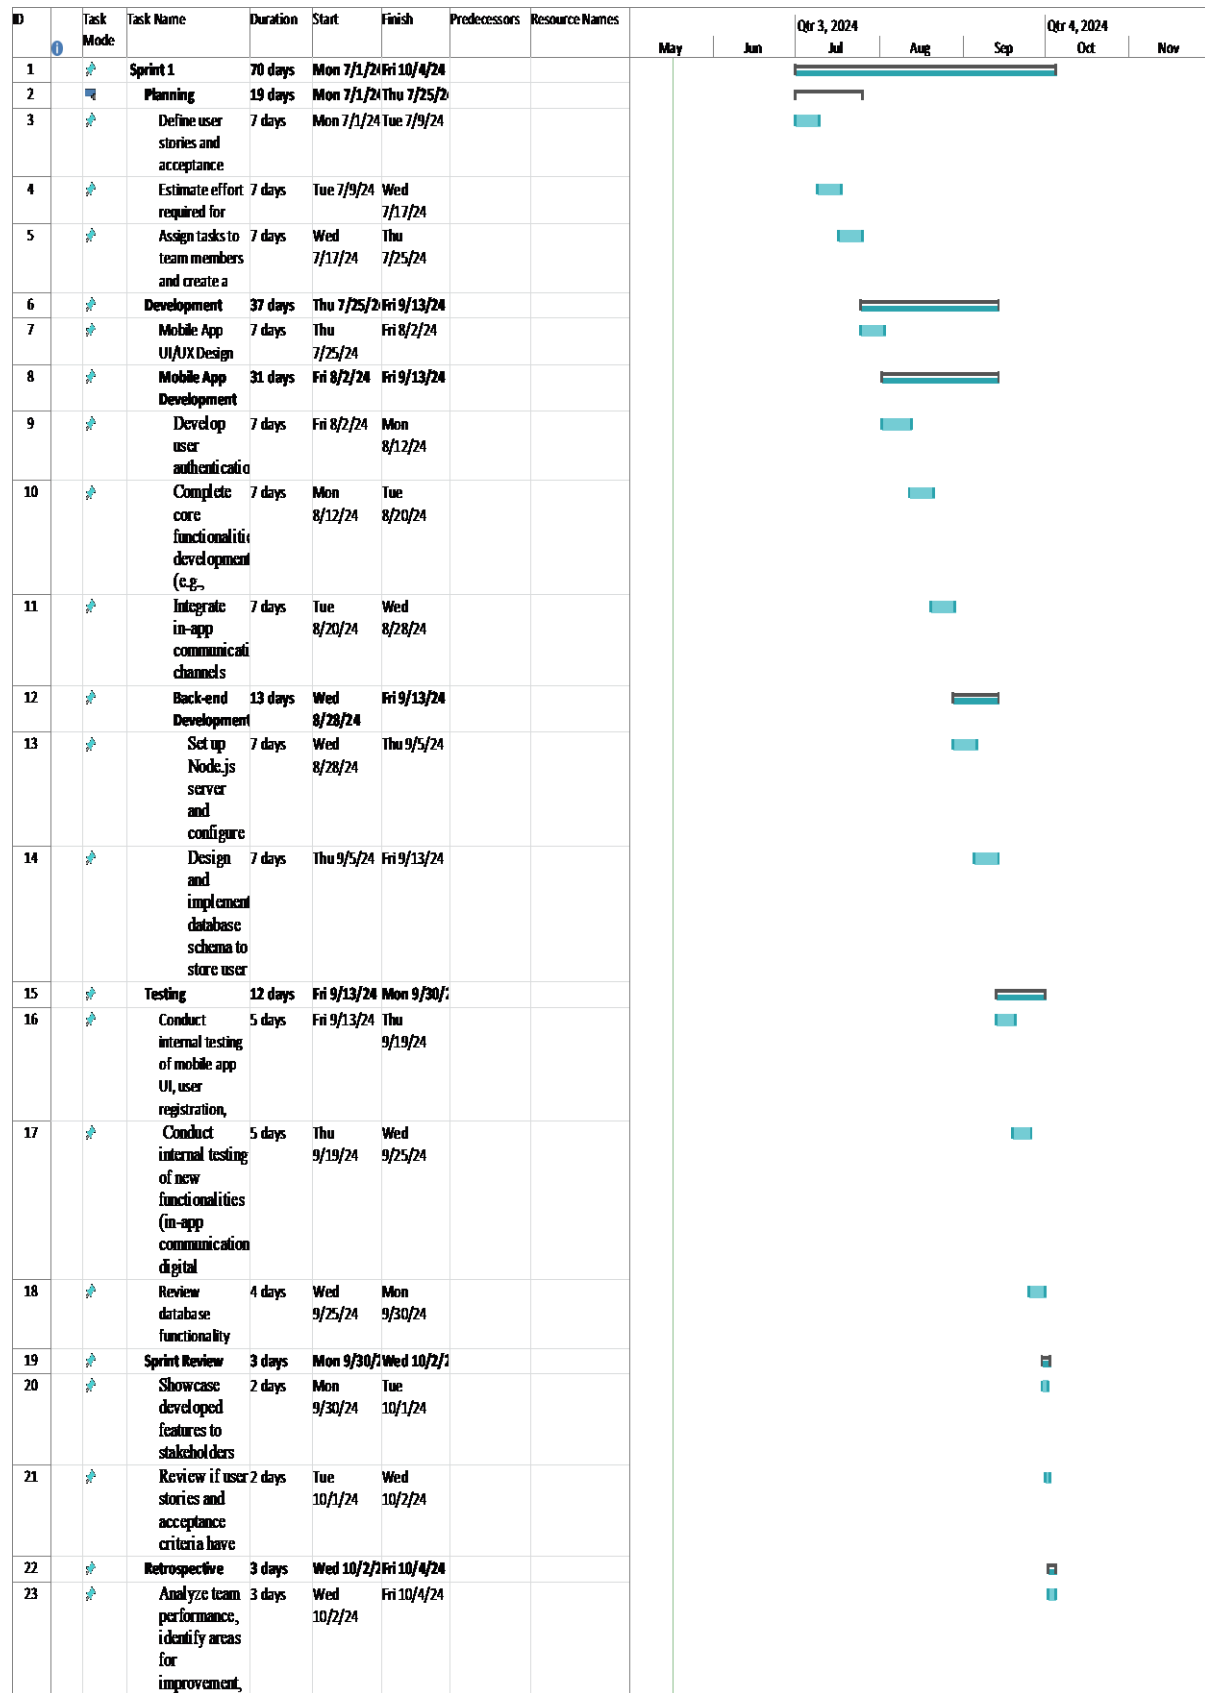 ID Task Mode Task Name Duration Start Finish Predecessors Resource Names
Qtr 3, 2024 Qtr 4, 2024
May Jun Jul Aug Sep Oct Nov
1 Sprint 1 70 days Mon 7/1/24 Fri 10/4/24
2 Planning 19 days Mon 7/1/24 Thu 7/25/2
3 Define user 7 days Mon 7/1/24 Tue 7/9/24
stories and
acceptance
4 Estimate effort 7 days Tue 7/9/24 Wed
required for 7/17/24
5 Assign tasks to 7 days Wed Thu
team members 7/17/24 7/25/24
and create a
6 Development 37 days Thu 7/25/2 Fri 9/13/24
7 Mobile App 7 days Thu Fri 8/2/24
UI/UX Design 7/25/24
8 Mobile App 31 days Fri 8/2/24 Fri 9/13/24
Development
9 Develop 7 days Fri 8/2/24 Mon
user 8/12/24
authenticatio
10 Complete 7 days Mon Tue
core 8/12/24 8/20/24
functionalitie
development
(e.g.,
11 Integrate 7 days Tue Wed
in-app 8/20/24 8/28/24
communicati
channels
12 Back-end 13 days Wed Fri 9/13/24
Development 8/28/24
13 Set up 7 days Wed Thu 9/5/24
Node.js 8/28/24
server
and
configure
14 Design 7 days Thu 9/5/24 Fri 9/13/24
and
implement
database
schema to
store user
15 Testing 12 days Fri 9/13/24 Mon 9/30/2
16 Conduct 5 days Fri 9/13/24 Thu
internal testing 9/19/24
of mobile app
UI, user
registration,
17 Conduct 5 days Thu Wed
internal testing 9/19/24 9/25/24
of new
functionalities
(in-app
communication
digital
18 Review 4 days Wed Mon
database 9/25/24 9/30/24
functionality
19 Sprint Review 3 days Mon 9/30/2 Wed 10/2/2
20 Showcase 2 days Mon Tue
developed 9/30/24 10/1/24
features to
stakeholders
21 Review if user 2 days Tue Wed
stories and 10/1/24 10/2/24
acceptance
criteria have
22 Retrospective 3 days Wed 10/2/2 Fri 10/4/24
23 Analyze team 3 days Wed Fri 10/4/24
performance, 10/2/24
identify areas
for
improvement,